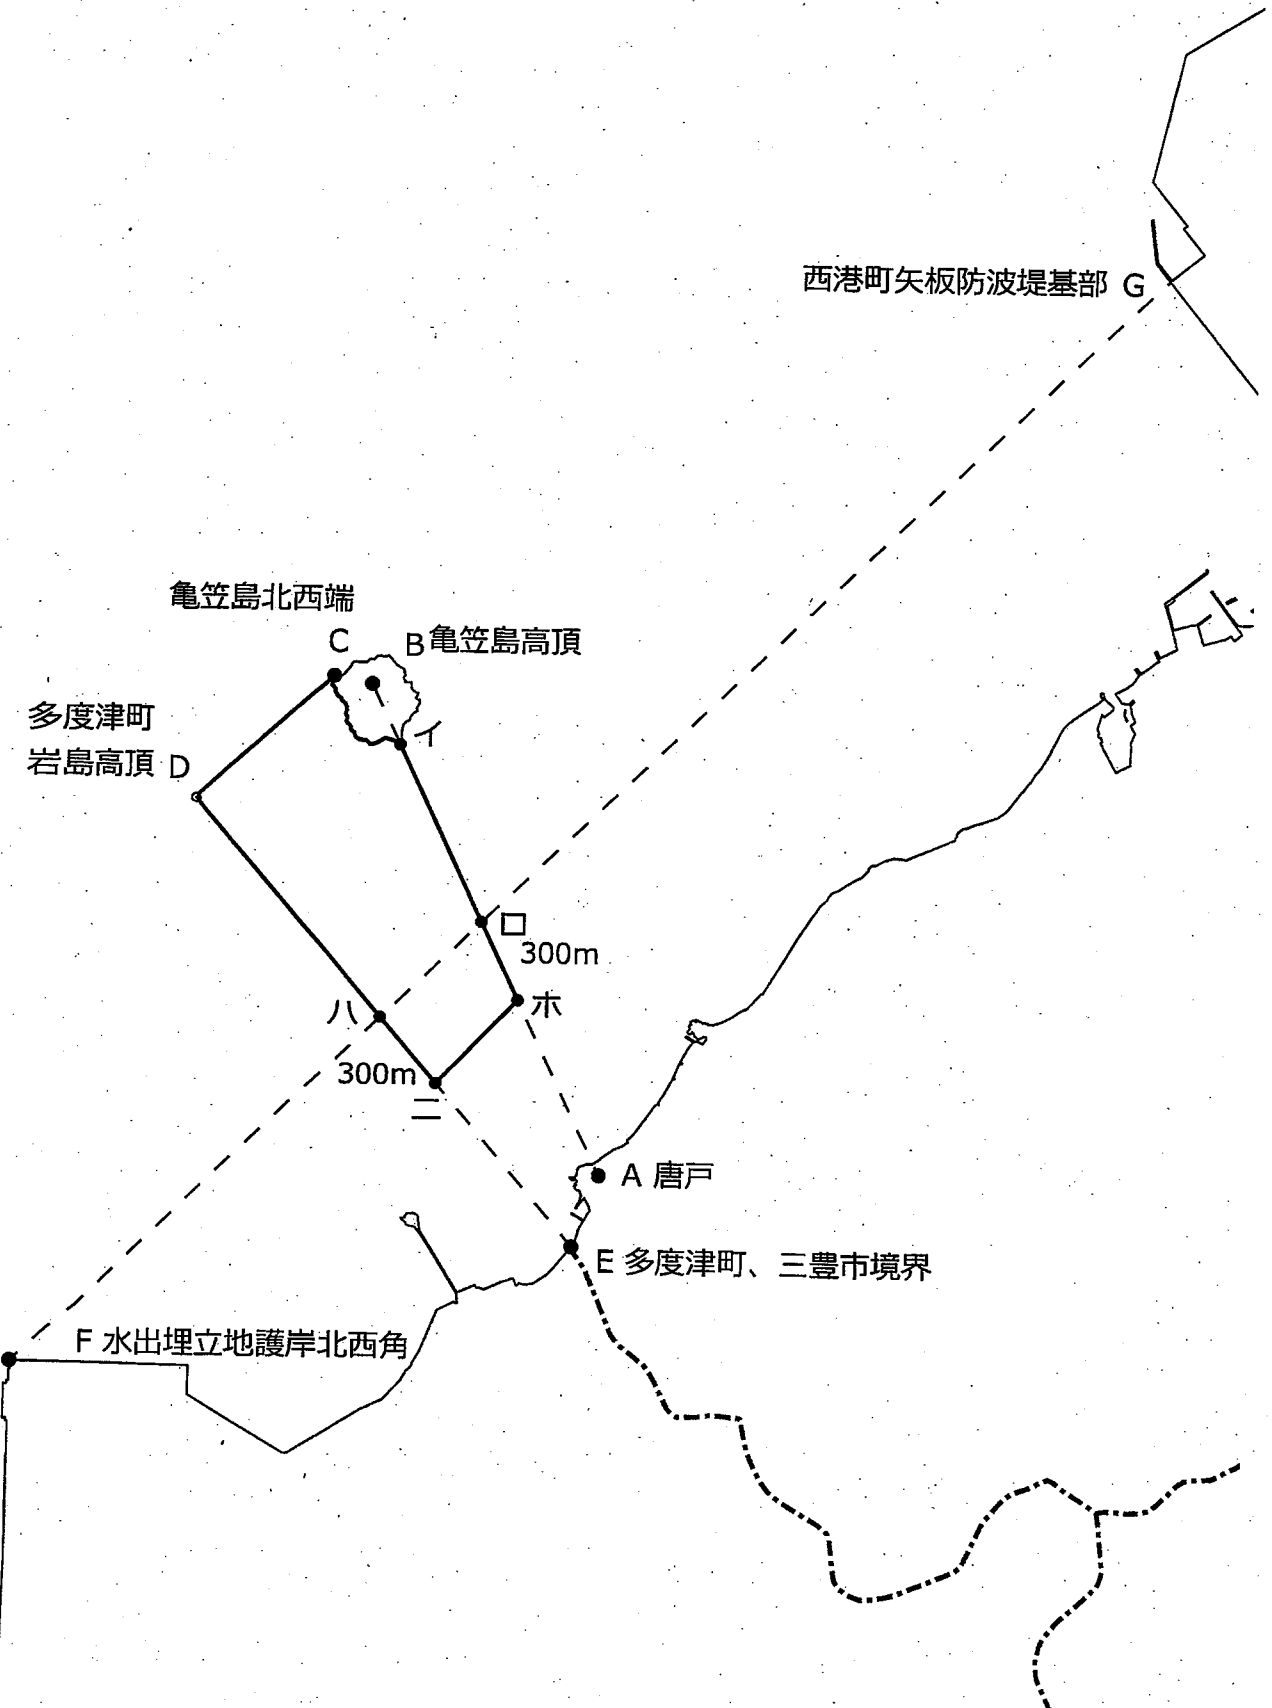 西港町矢板防波堤基部 G
亀笠島北西端
C
B 亀笠島高頂
多度津町
岩島高頂 D
イ
ロ
300m
ハ
ホ
300m
ニ
A 唐戸
E 多度津町、三豊市境界
F 水出埋立地護岸北西角